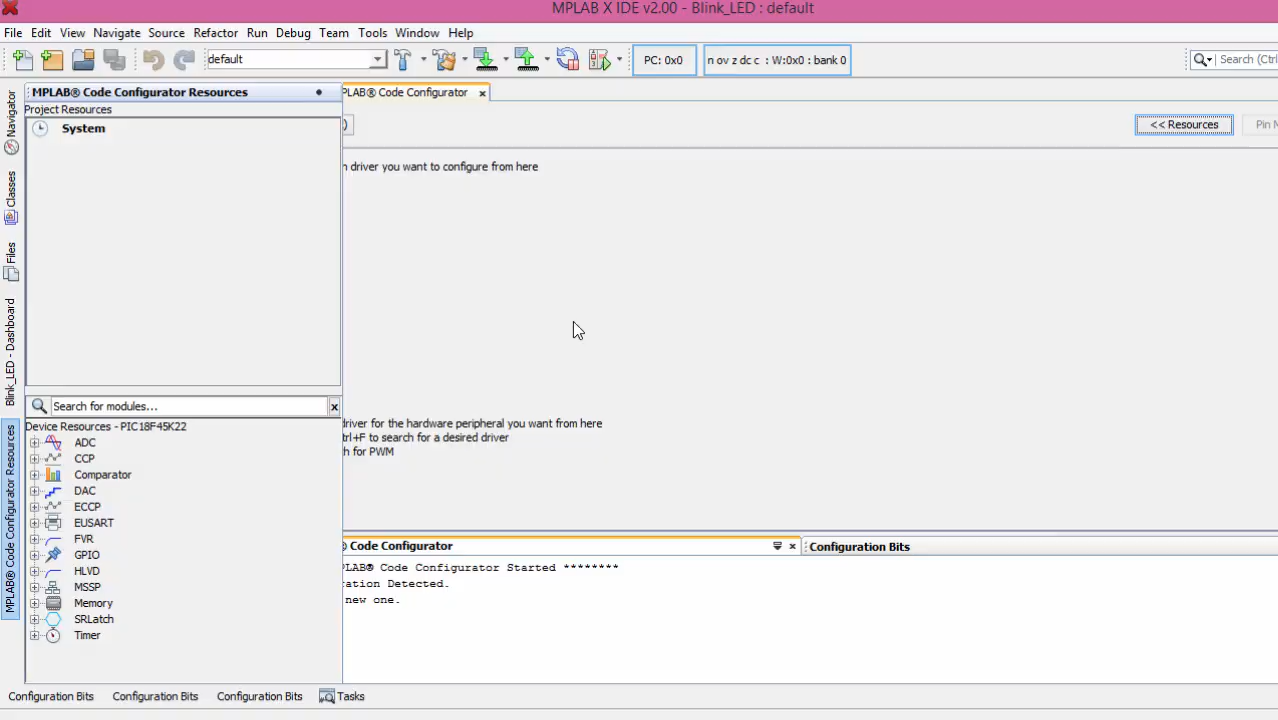 MPLAB X IDE v2.00 - Blink_LED : default
File Edit View Navigate Source Refactor Run Debug Team Tools Window Help
default
PC: 0x0
n ov z dc c : W:0x0 : bank 0
Search (Ctrl
MPLAB® Code Configurator Resources
PLAB® Code Configurator
Project Resources
System
<< Resources
Pin
n driver you want to configure from here
Navigator
Classes
Files
Blink_LED - Dashboard
MPLAB® Code Configurator Resources
Search for modules...
Device Resources - PIC18F45K22
ADC
CCP
Comparator
DAC
ECCP
EUSART
FVR
GPIO
HLVD
MSSP
Memory
SRLatch
Timer
driver for the hardware peripheral you want from here
trl+F to search for a desired driver
h for PWM
® Code Configurator
Configuration Bits
PLAB® Code Configurator Started ********
ration Detected.
new one.
Configuration Bits
Configuration Bits
Configuration Bits
Tasks